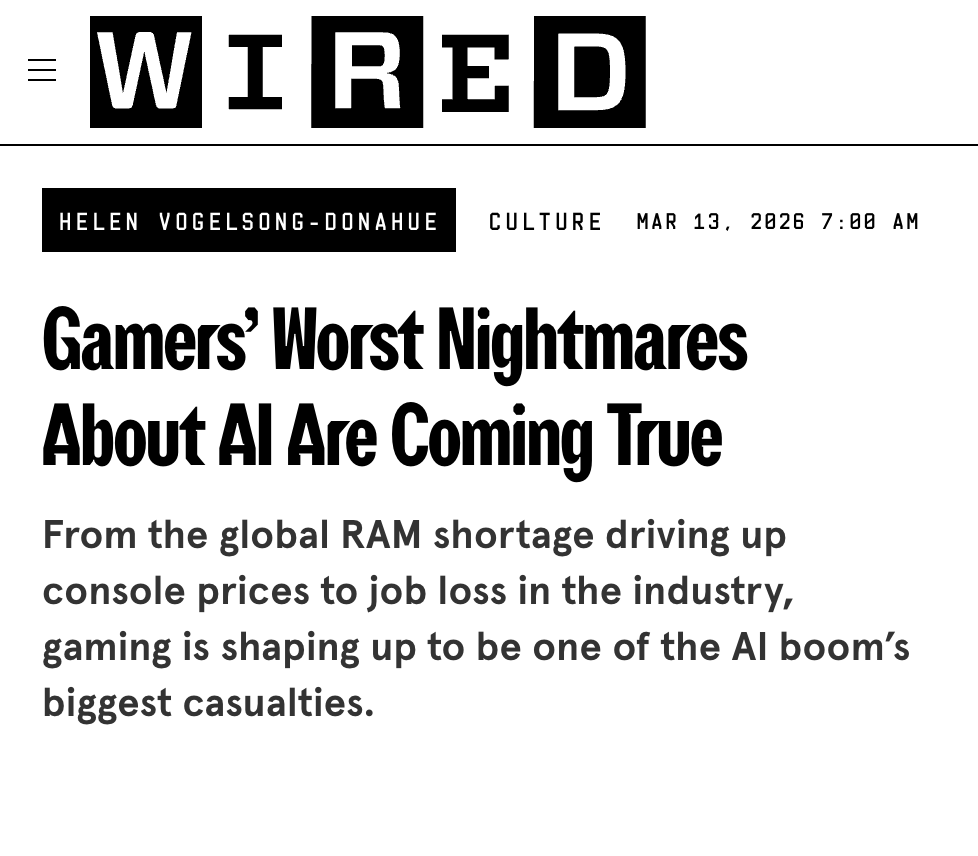 WIRED
HELEN VOGELSONG-DONAHUE CULTURE MAR 13, 2026 7:00 AM
Gamers’ Worst Nightmares
About AI Are Coming True
From the global RAM shortage driving up
console prices to job loss in the industry,
gaming is shaping up to be one of the AI boom’s
biggest casualties.